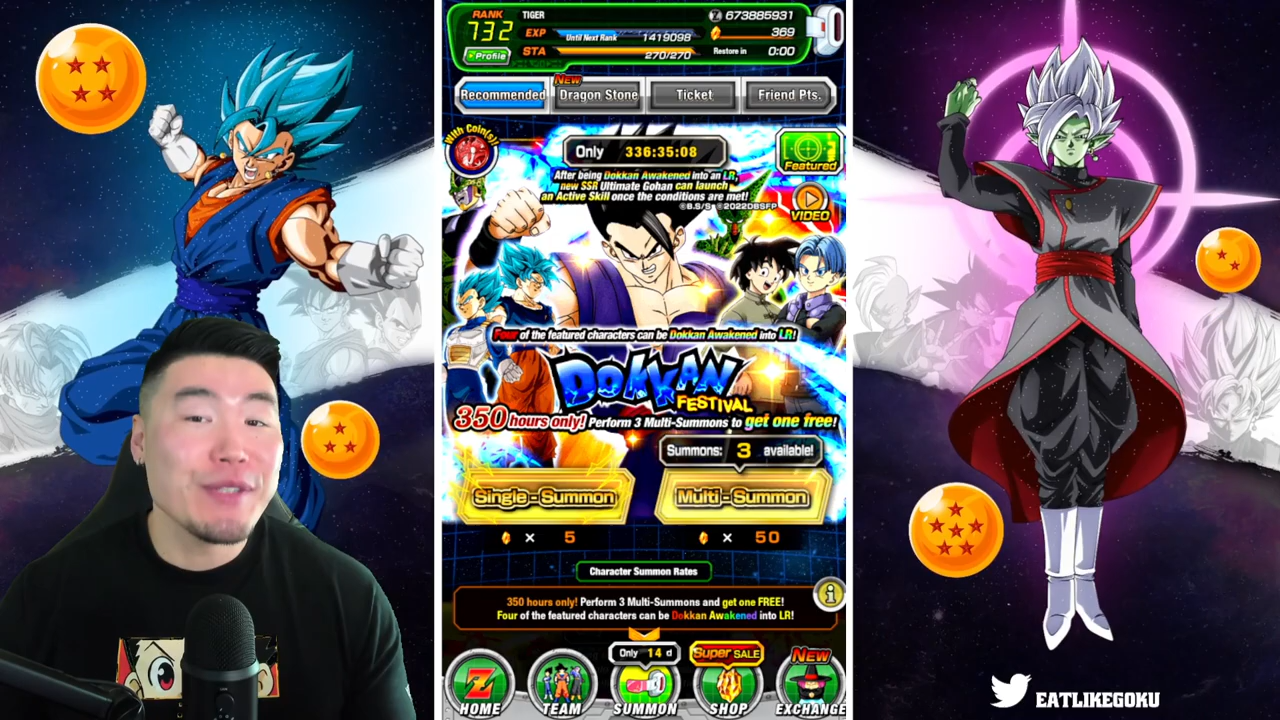 RANK
732
TIGER
EXP
Until Next Rank
1419098
STA
270/270
Profile
Z 673885931
369
Restore in 0:00
Recommended
NEW
Dragon Stone
Ticket
Friend Pts.
With Coin(s)!
Only 336:35:08
Featured
After being Dokkan Awakened into an LR,
new SSR Ultimate Gohan can launch
an Active Skill once the conditions are met!
©B.S/S ©2022DBSFP
VIDEO
Four of the featured characters can be Dokkan Awakened into LR!
DOKKAN
FESTIVAL
350 hours only! Perform 3 Multi-Summons to get one free!
Summons: 3 available!
Single-Summon
Multi-Summon
× 5
× 50
Character Summon Rates
i
350 hours only! Perform 3 Multi-Summons and get one FREE!
Four of the featured characters can be Dokkan Awakened into LR!
Only 14 d
Super SALE
New
Z
HOME
TEAM
SUMMON
SHOP
EXCHANGE
EATLIKEGOKU